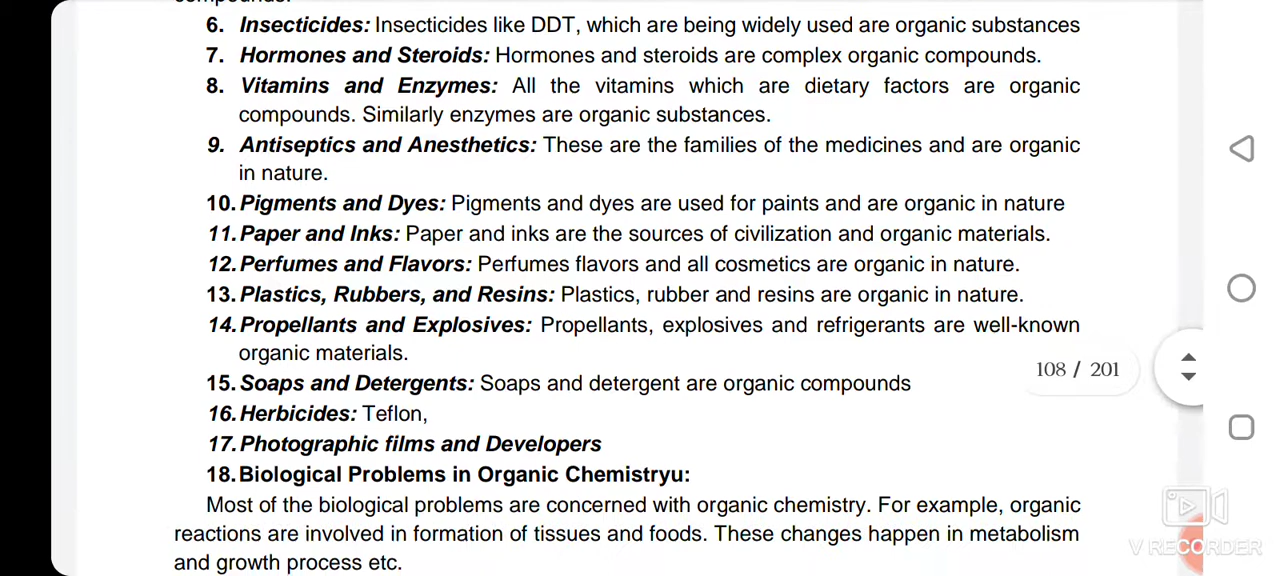 6. Insecticides: Insecticides like DDT, which are being widely used are organic substances
7. Hormones and Steroids: Hormones and steroids are complex organic compounds.
8. Vitamins and Enzymes: All the vitamins which are dietary factors are organic
compounds. Similarly enzymes are organic substances.
9. Antiseptics and Anesthetics: These are the families of the medicines and are organic
in nature.
10. Pigments and Dyes: Pigments and dyes are used for paints and are organic in nature
11. Paper and Inks: Paper and inks are the sources of civilization and organic materials.
12. Perfumes and Flavors: Perfumes flavors and all cosmetics are organic in nature.
13. Plastics, Rubbers, and Resins: Plastics, rubber and resins are organic in nature.
14. Propellants and Explosives: Propellants, explosives and refrigerants are well-known
organic materials.
108 / 201
15. Soaps and Detergents: Soaps and detergent are organic compounds
16. Herbicides: Teflon,
17. Photographic films and Developers
18. Biological Problems in Organic Chemistryu:
Most of the biological problems are concerned with organic chemistry. For example, organic
reactions are involved in formation of tissues and foods. These changes happen in metabolism
and growth process etc.
V RECORDER